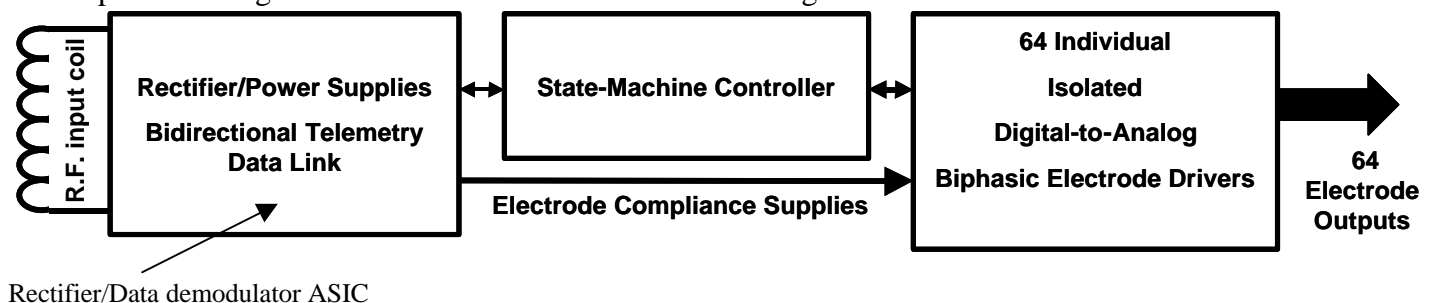 R.F. input coil
Rectifier/Power Supplies
Bidirectional Telemetry
Data Link
State-Machine Controller
Electrode Compliance Supplies
64 Individual
Isolated
Digital-to-Analog
Biphasic Electrode Drivers
64
Electrode
Outputs
Rectifier/Data demodulator ASIC